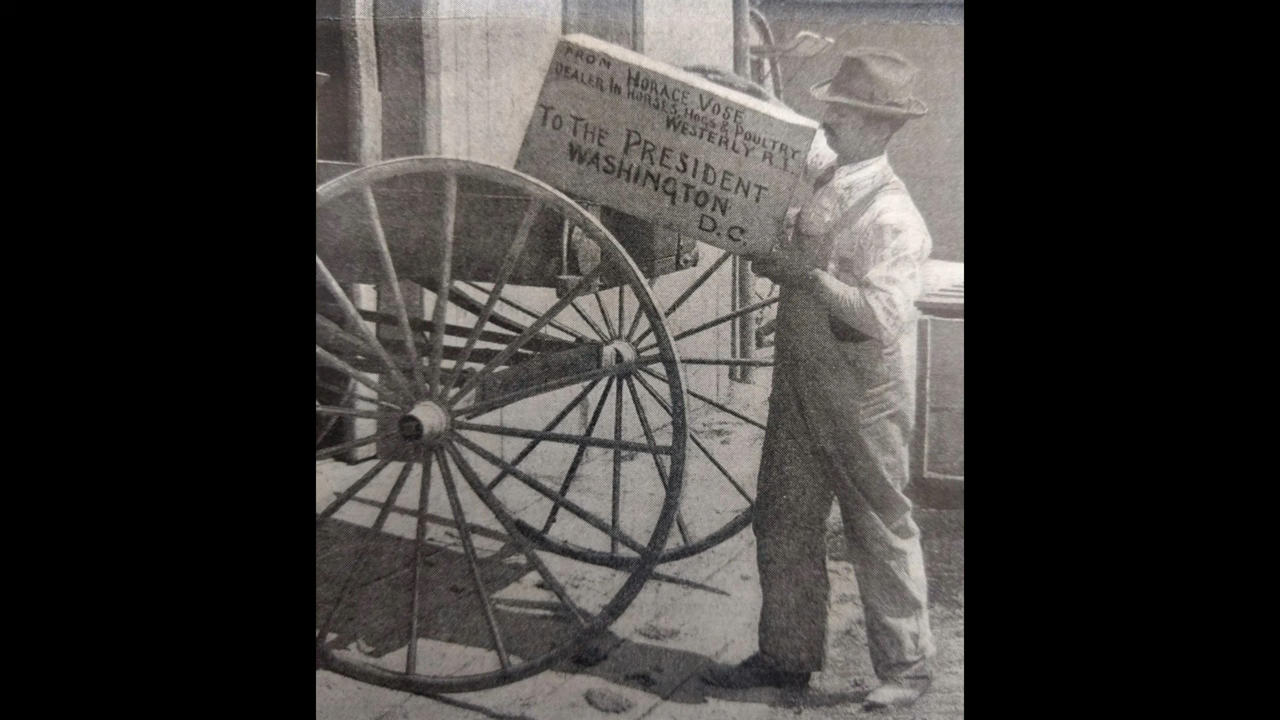 FROM HORACE VOSE
DEALER IN HORSES, HOGS & POULTRY
WESTERLY R.I.
TO THE PRESIDENT
WASHINGTON
D.C.